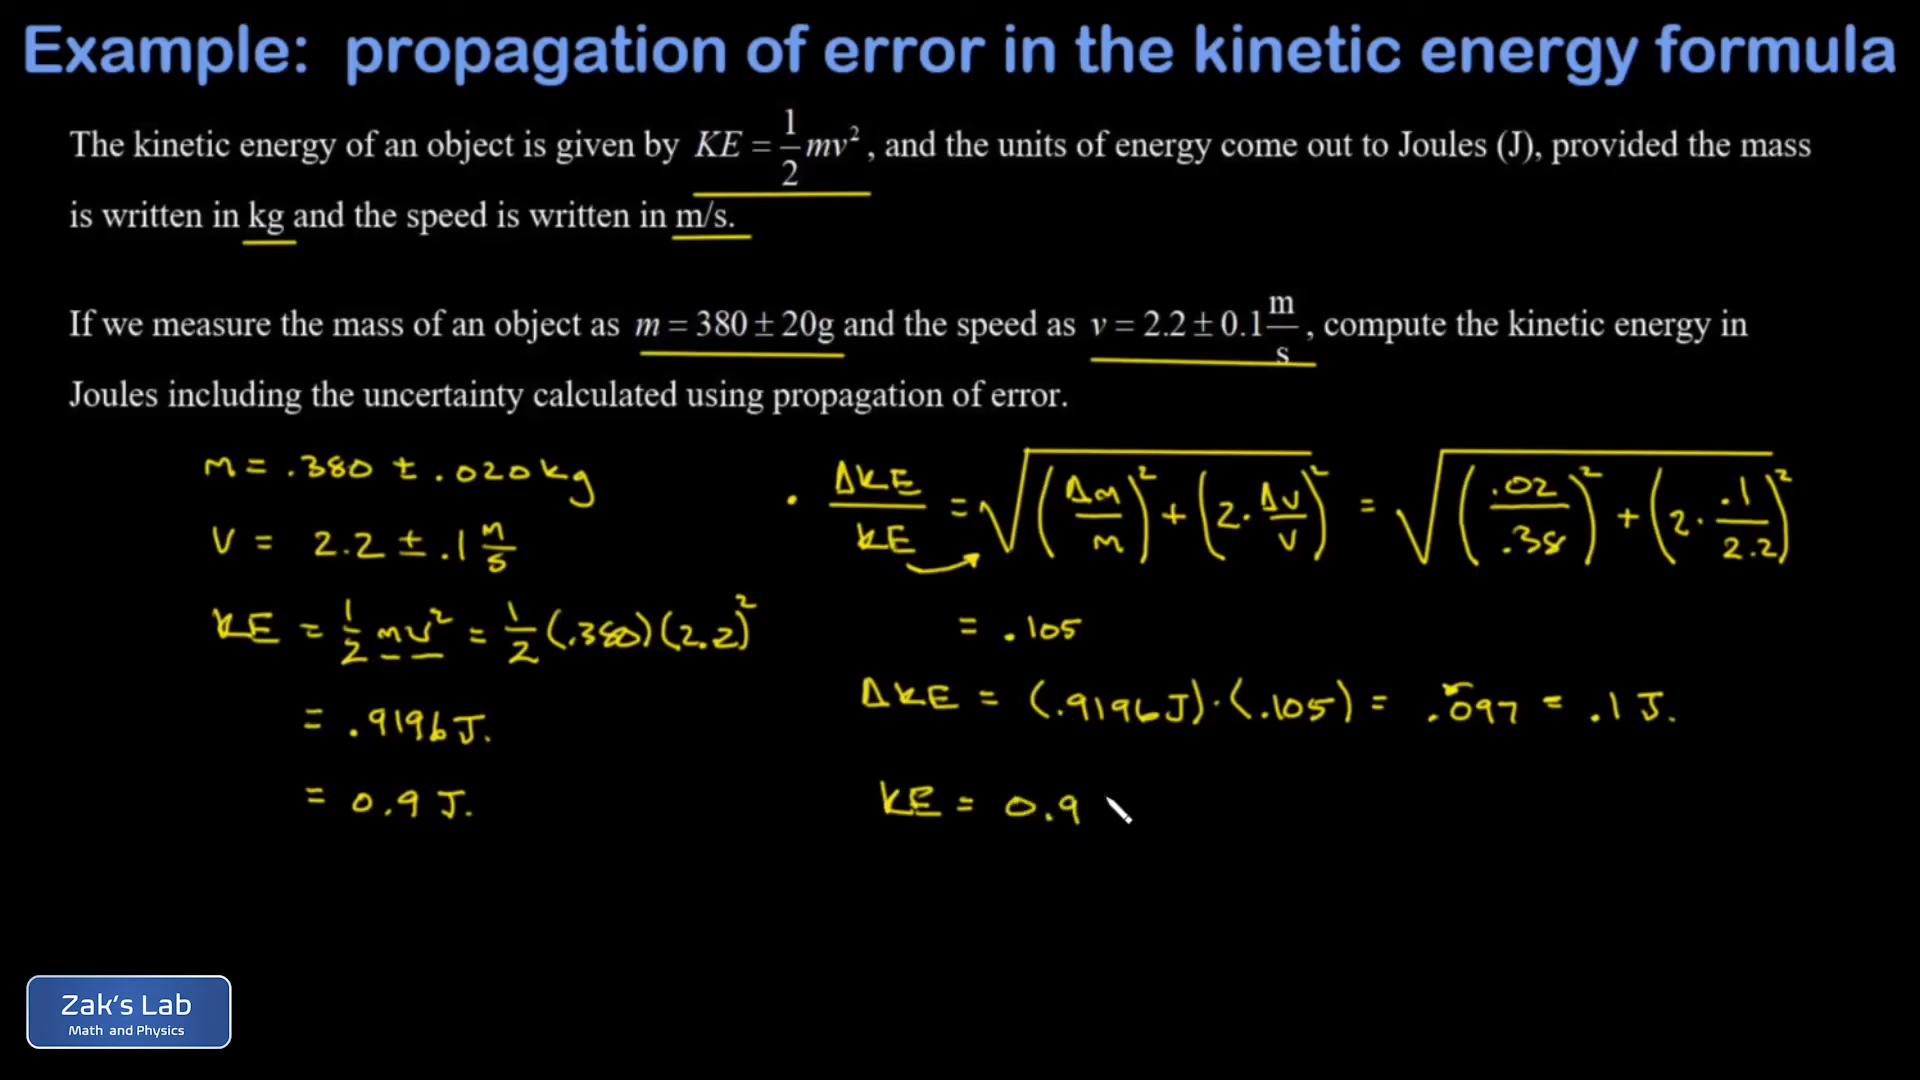 Example: propagation of error in the kinetic energy formula
The kinetic energy of an object is given by KE = 1/2 mv², and the units of energy come out to Joules (J), provided the mass
is written in kg and the speed is written in m/s.
If we measure the mass of an object as m = 380 ± 20g and the speed as v = 2.2 ± 0.1 m/s, compute the kinetic energy in
Joules including the uncertainty calculated using propagation of error.
m = .380 ± .020 kg
v = 2.2 ± .1 m/s
KE = 1/2 mv² = 1/2 (.380)(2.2)²
= .9196 J.
= 0.9 J.
· ΔKE/KE = √((Δm/m)² + (2·Δv/v)²) = √((.02/.38)² + (2·.1/2.2)²)
= .105
ΔKE = (.9196 J)·(.105) = .097 = .1 J.
KE = 0.9
Zak's Lab
Math and Physics